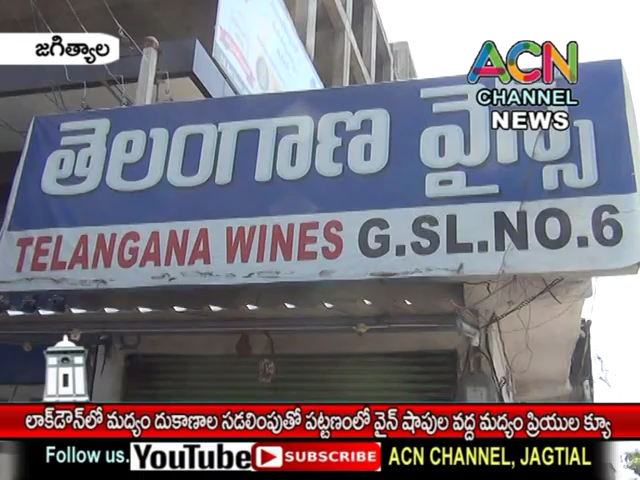 జగిత్యాల
ACN
CHANNEL
NEWS
తెలంగాణ వైన్స్
TELANGANA WINES G.SL.NO.6
లాక్‌డౌన్‌లో మద్యం దుకాణాల సడలింపుతో పట్టణంలో వైన్ షాపుల వద్ద మద్యం ప్రియుల క్యూ
Follow us. YouTube SUBSCRIBE ACN CHANNEL, JAGTIAL